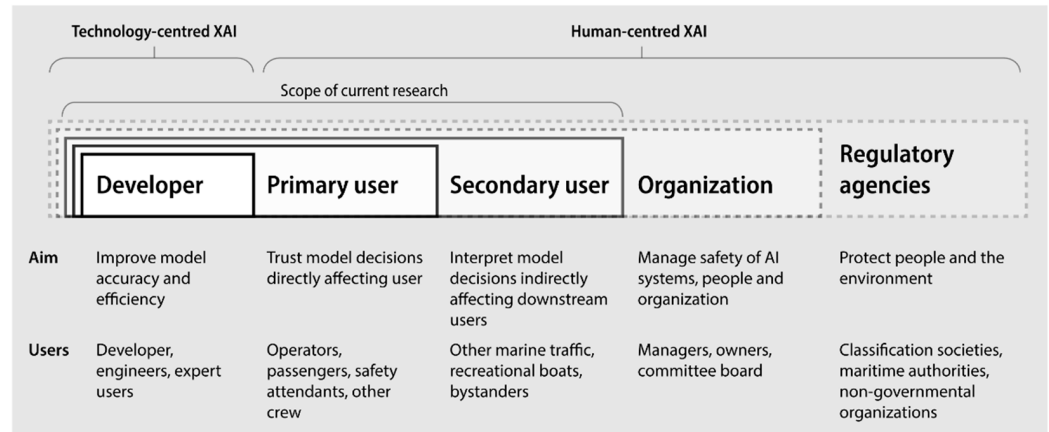 Technology-centred XAI
Human-centred XAI
Scope of current research
Developer
Primary user
Secondary user
Organization
Regulatory
agencies
Aim
Improve model
accuracy and
efficiency
Trust model decisions
directly affecting user
Interpret model
decisions indirectly
affecting downstream
users
Manage safety of AI
systems, people and
organization
Protect people and the
environment
Users
Developer,
engineers, expert
users
Operators,
passengers, safety
attendants, other
crew
Other marine traffic,
recreational boats,
bystanders
Managers, owners,
committee board
Classification societies,
maritime authorities,
non-governmental
organizations